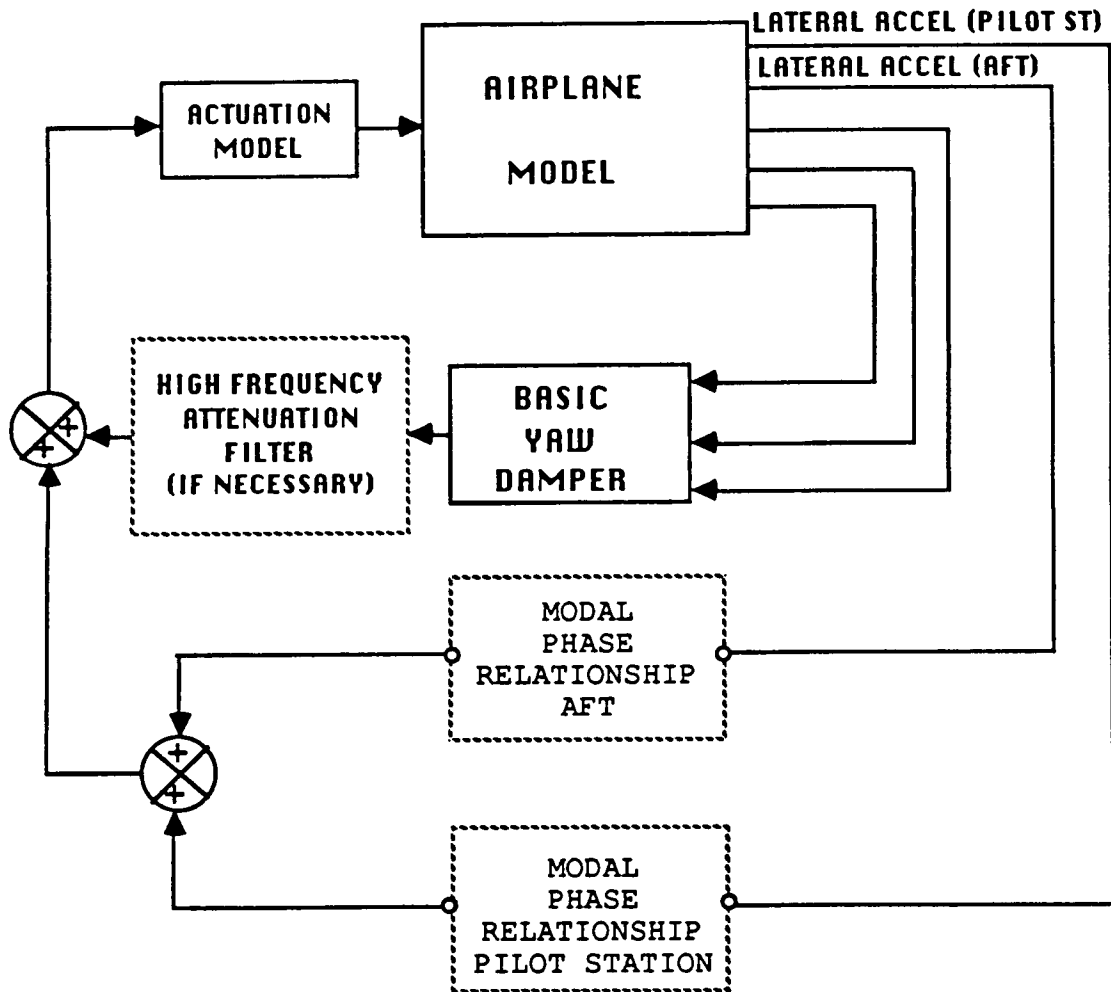 LATERAL ACCEL (PILOT ST)
LATERAL ACCEL (AFT)
AIRPLANE
MODEL
ACTUATION
MODEL
HIGH FREQUENCY
ATTENUATION
FILTER
(IF NECESSARY)
BASIC
YAW
DAMPER
+
+
MODAL
PHASE
RELATIONSHIP
AFT
+
+
MODAL
PHASE
RELATIONSHIP
PILOT STATION